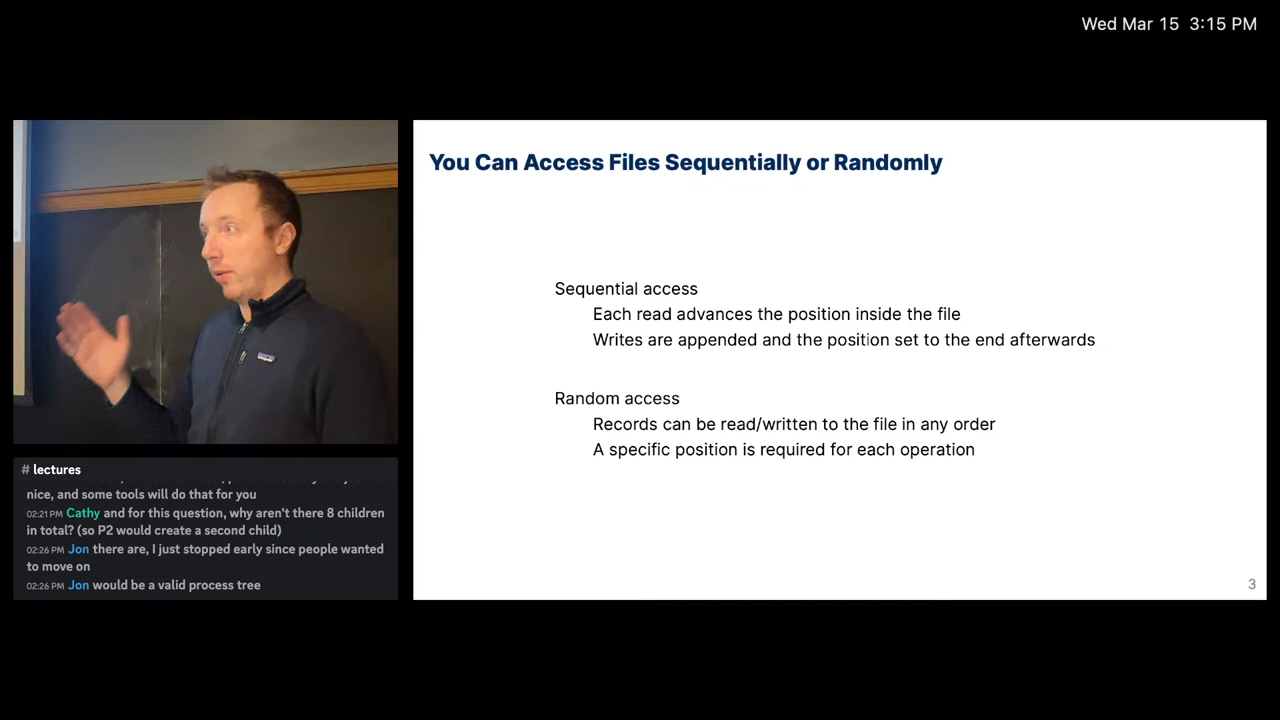 Wed Mar 15 3:15 PM
You Can Access Files Sequentially or Randomly
Sequential access
Each read advances the position inside the file
Writes are appended and the position set to the end afterwards
Random access
Records can be read/written to the file in any order
A specific position is required for each operation
3
# lectures
nice, and some tools will do that for you
02:21 PM Cathy and for this question, why aren't there 8 children
in total? (so P2 would create a second child)
02:26 PM Jon there are, I just stopped early since people wanted
to move on
02:26 PM Jon would be a valid process tree